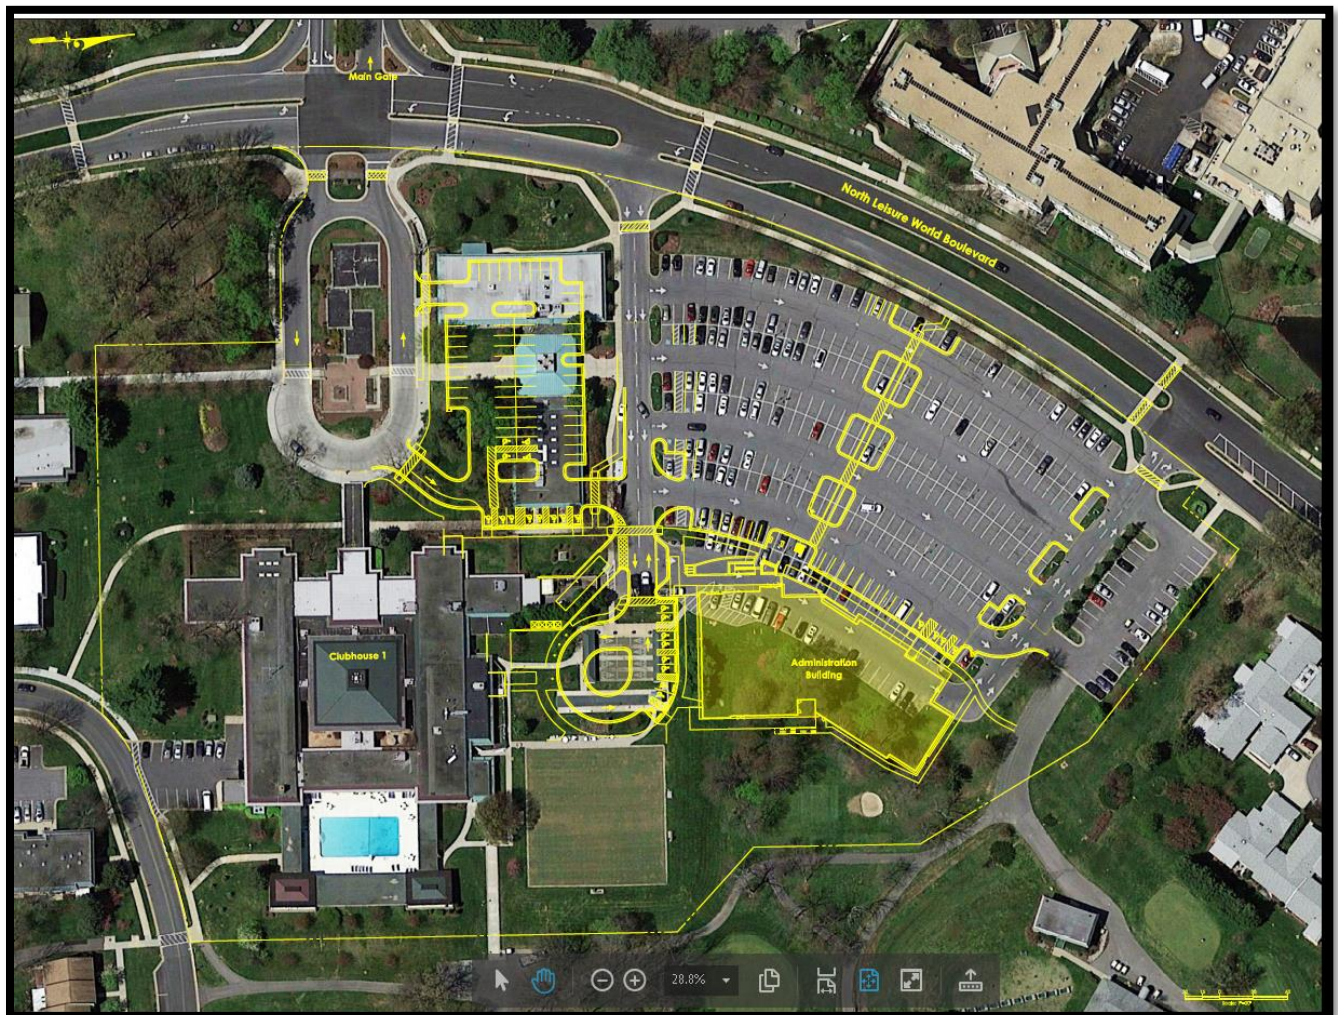 Main Gate
North Leisure World Boulevard
Clubhouse 1
Administration
Building
28.8%